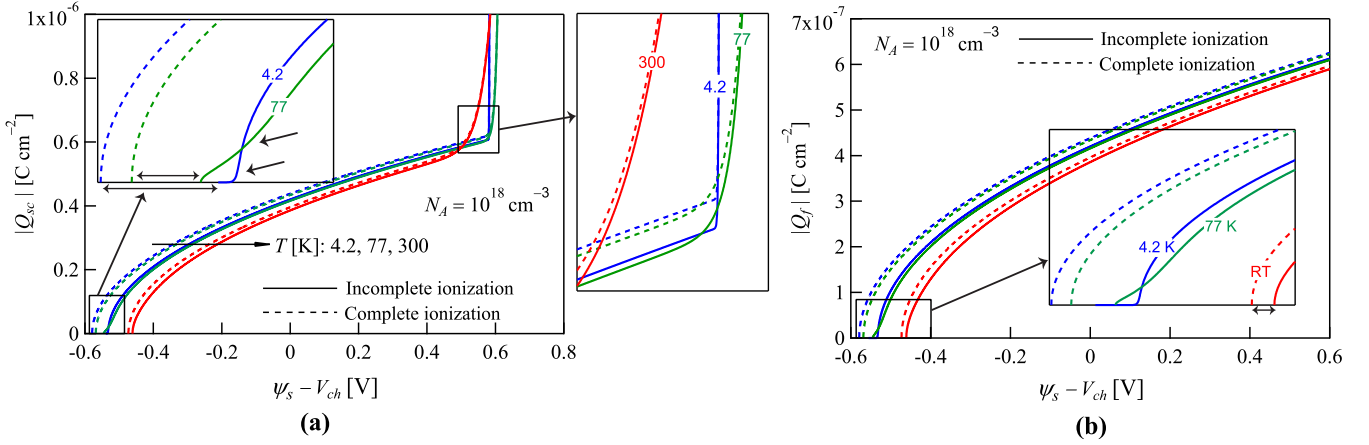 (a)
1x10⁻⁶
0.8
0.6
0.4
0.2
0
|Q_sc| [C cm⁻²]
4.2
77
N_A = 10¹⁸ cm⁻³
T [K]: 4.2, 77, 300
Incomplete ionization
Complete ionization
-0.6 -0.4 -0.2 0 0.2 0.4 0.6 0.8
ψ_s − V_ch [V]
(a)
300
77
4.2
(b)
7x10⁻⁷
6
5
4
3
2
1
0
|Q_f| [C cm⁻²]
N_A = 10¹⁸ cm⁻³
Incomplete ionization
Complete ionization
4.2 K
77 K
RT
-0.6 -0.4 -0.2 0 0.2 0.4 0.6
ψ_s − V_ch [V]
(b)